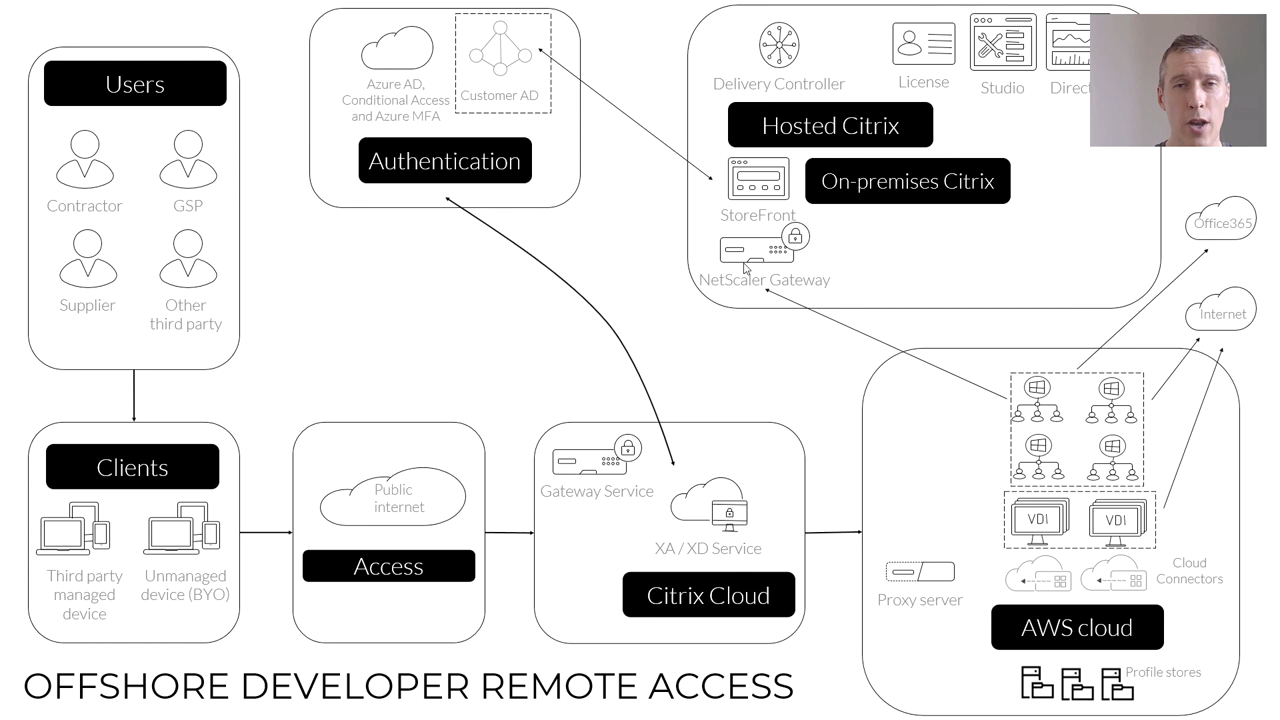 Users
Contractor
GSP
Supplier
Other
third party
Clients
Third party
managed
device
Unmanaged
device (BYO)
Azure AD,
Conditional Access
and Azure MFA
Customer AD
Authentication
Public
internet
Access
Gateway Service
XA / XD Service
Citrix Cloud
Delivery Controller
License
Studio
Hosted Citrix
On-premises Citrix
StoreFront
NetScaler Gateway
Office365
Internet
VDI
VDI
Cloud
Connectors
Proxy server
AWS cloud
Profile stores
OFFSHORE DEVELOPER REMOTE ACCESS